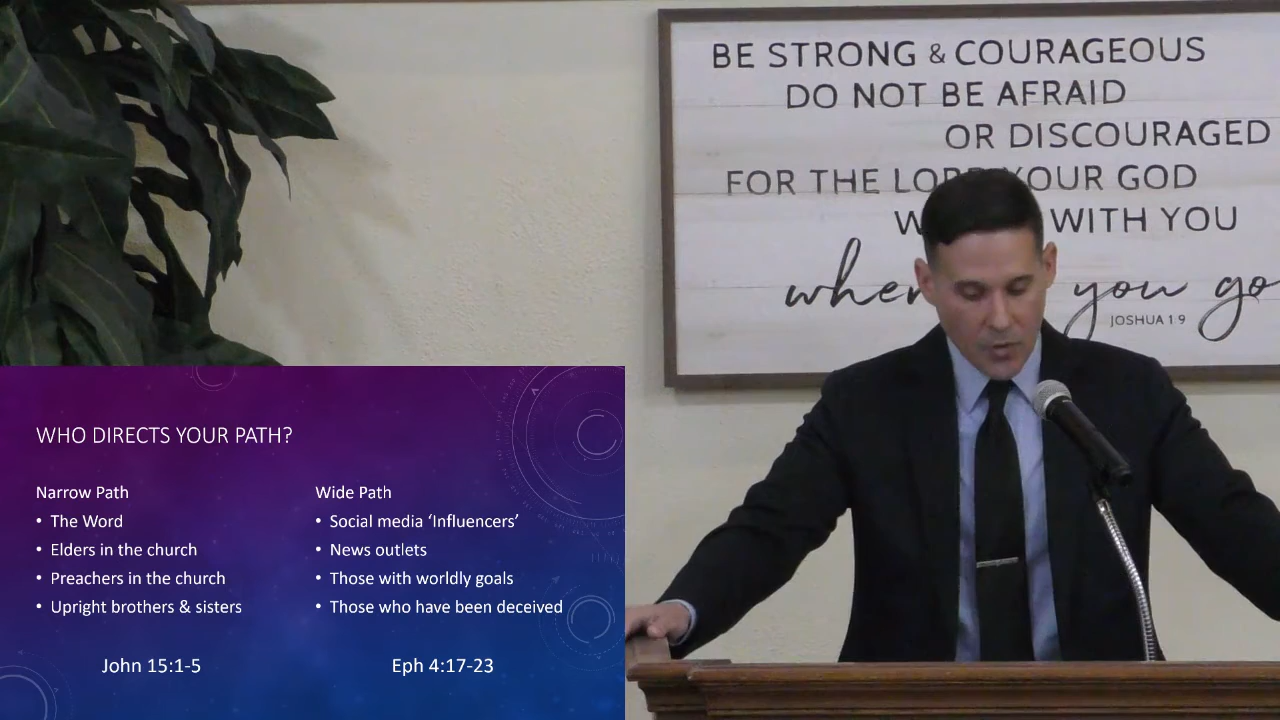 BE STRONG & COURAGEOUS
DO NOT BE AFRAID
OR DISCOURAGED
FOR THE YOUR GOD
WITH YOU
you go
JOSHUA 1 9
WHO DIRECTS YOUR PATH?
Narrow Path
• The Word
• Elders in the church
• Preachers in the church
• Upright brothers & sisters
John 15:1-5
Wide Path
• Social media ‘Influencers’
• News outlets
• Those with worldly goals
• Those who have been deceived
Eph 4:17-23